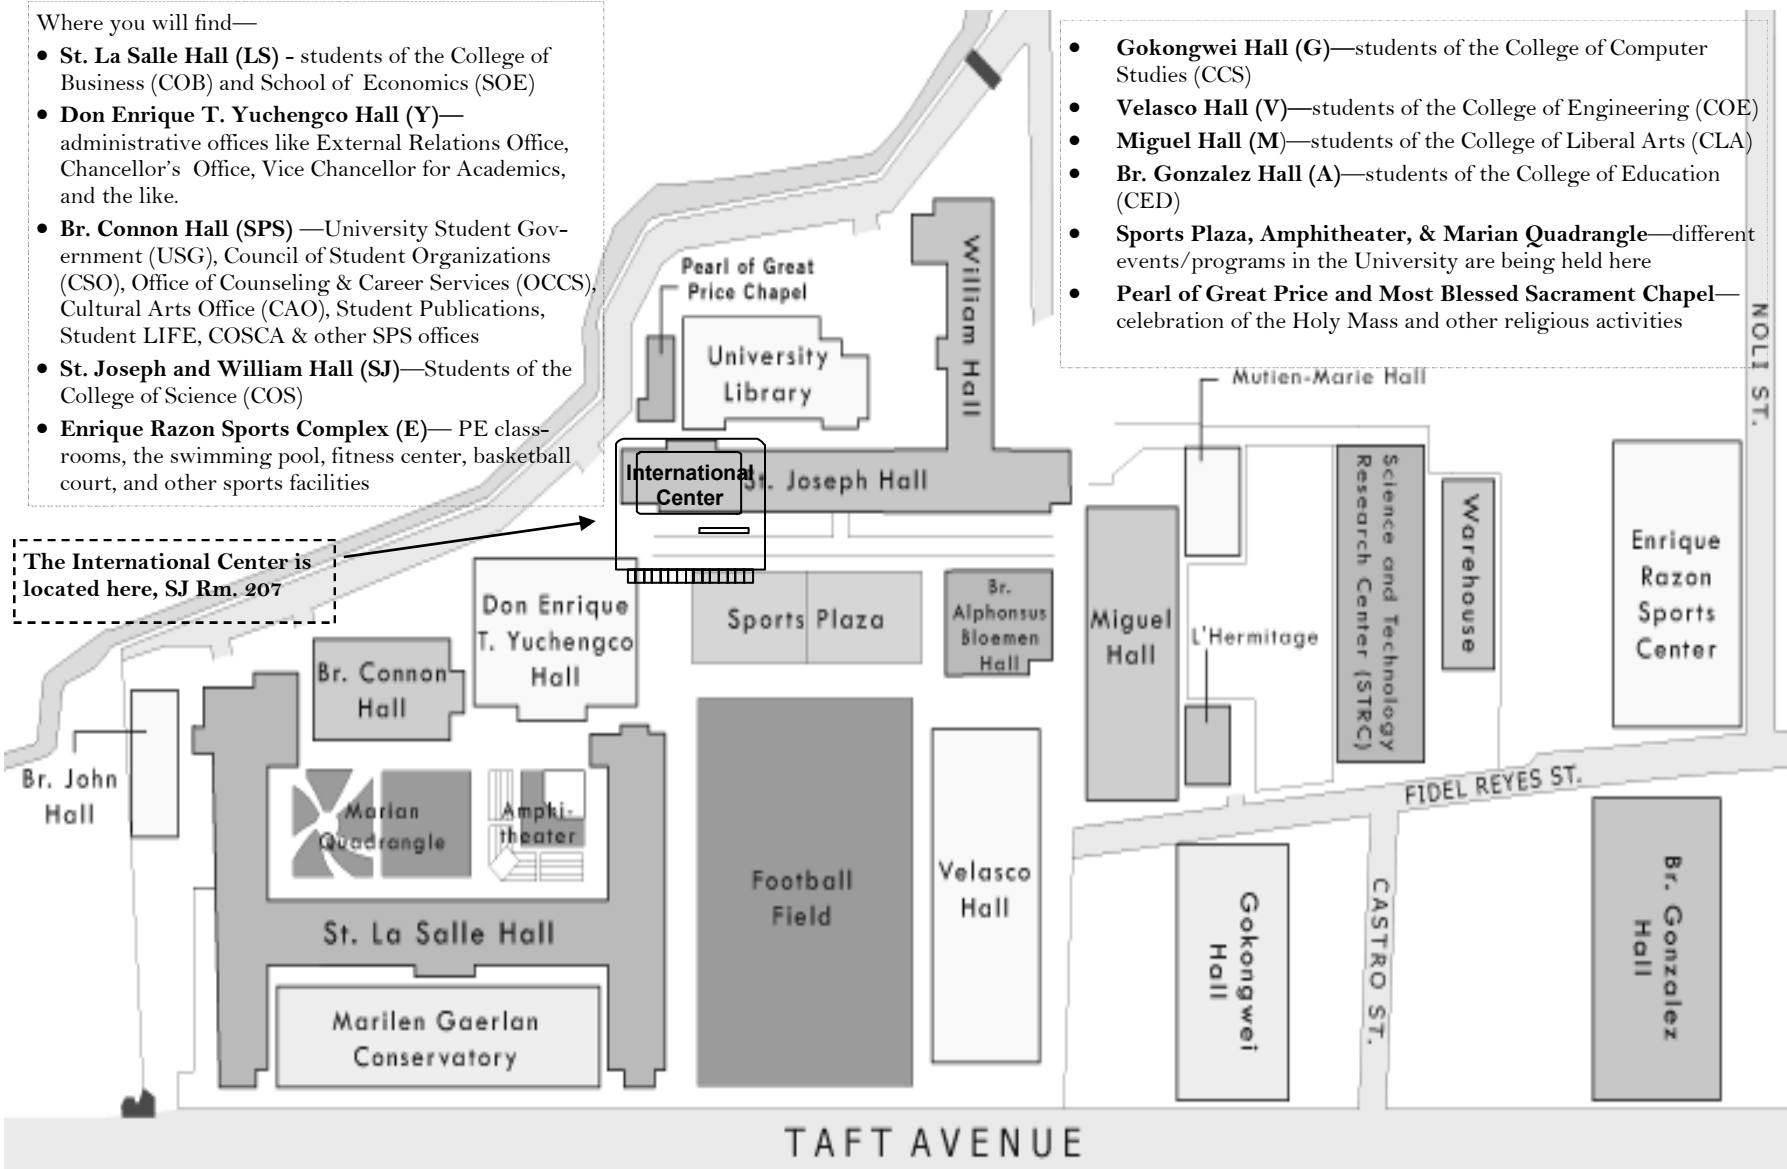 Where you will find—
• St. La Salle Hall (LS) - students of the College of
Business (COB) and School of Economics (SOE)
• Don Enrique T. Yuchengco Hall (Y)—
administrative offices like External Relations Office,
Chancellor's Office, Vice Chancellor for Academics,
and the like.
• Br. Connon Hall (SPS) —University Student Gov-
ernment (USG), Council of Student Organizations
(CSO), Office of Counseling & Career Services (OCCS),
Cultural Arts Office (CAO), Student Publications,
Student LIFE, COSCA & other SPS offices
• St. Joseph and William Hall (SJ)—Students of the
College of Science (COS)
• Enrique Razon Sports Complex (E)— PE class-
rooms, the swimming pool, fitness center, basketball
court, and other sports facilities
• Gokongwei Hall (G)—students of the College of Computer
Studies (CCS)
• Velasco Hall (V)—students of the College of Engineering (COE)
• Miguel Hall (M)—students of the College of Liberal Arts (CLA)
• Br. Gonzalez Hall (A)—students of the College of Education
(CED)
• Sports Plaza, Amphitheater, & Marian Quadrangle—different
events/programs in the University are being held here
• Pearl of Great Price and Most Blessed Sacrament Chapel—
celebration of the Holy Mass and other religious activities
The International Center is
located here, SJ Rm. 207
Pearl of Great
Price Chapel
University
Library
William Hall
International
Center
St. Joseph Hall
Mutien-Marie Hall
NOLI ST.
Science and Technology
Research Center (STRC)
Warehouse
Enrique
Razon
Sports
Center
Don Enrique
T. Yuchengco
Hall
Sports Plaza
Br.
Alphonsus
Bloemen
Hall
Miguel
Hall
L'Hermitage
Br. Connon
Hall
Br. John
Hall
Marian
Quadrangle
Amphi-
theater
FIDEL REYES ST.
Football
Field
Velasco
Hall
St. La Salle Hall
Gokongwei
Hall
CASTRO ST.
Br. Gonzalez
Hall
Marilen Gaerlan
Conservatory
TAFT AVENUE